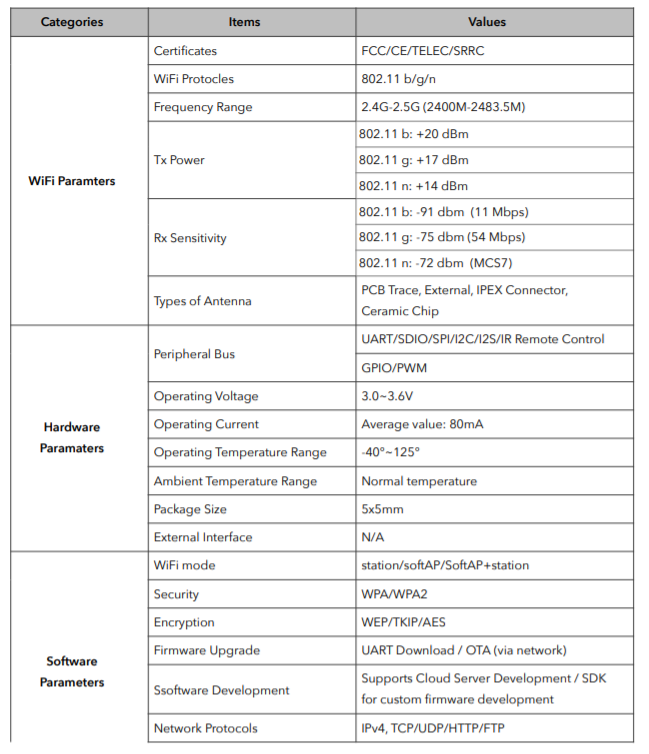 Categories Items Values
WiFi Paramters
Certificates FCC/CE/TELEC/SRRC
WiFi Protocles 802.11 b/g/n
Frequency Range 2.4G-2.5G (2400M-2483.5M)
Tx Power
802.11 b: +20 dBm
802.11 g: +17 dBm
802.11 n: +14 dBm
Rx Sensitivity
802.11 b: -91 dbm (11 Mbps)
802.11 g: -75 dbm (54 Mbps)
802.11 n: -72 dbm (MCS7)
Types of Antenna
PCB Trace, External, IPEX Connector,
Ceramic Chip
Hardware
Paramaters
Peripheral Bus
UART/SDIO/SPI/I2C/I2S/IR Remote Control
GPIO/PWM
Operating Voltage 3.0~3.6V
Operating Current Average value: 80mA
Operating Temperature Range -40°~125°
Ambient Temperature Range Normal temperature
Package Size 5x5mm
External Interface N/A
Software
Parameters
WiFi mode station/softAP/SoftAP+station
Security WPA/WPA2
Encryption WEP/TKIP/AES
Firmware Upgrade UART Download / OTA (via network)
Ssoftware Development
Supports Cloud Server Development / SDK
for custom firmware development
Network Protocols IPv4, TCP/UDP/HTTP/FTP